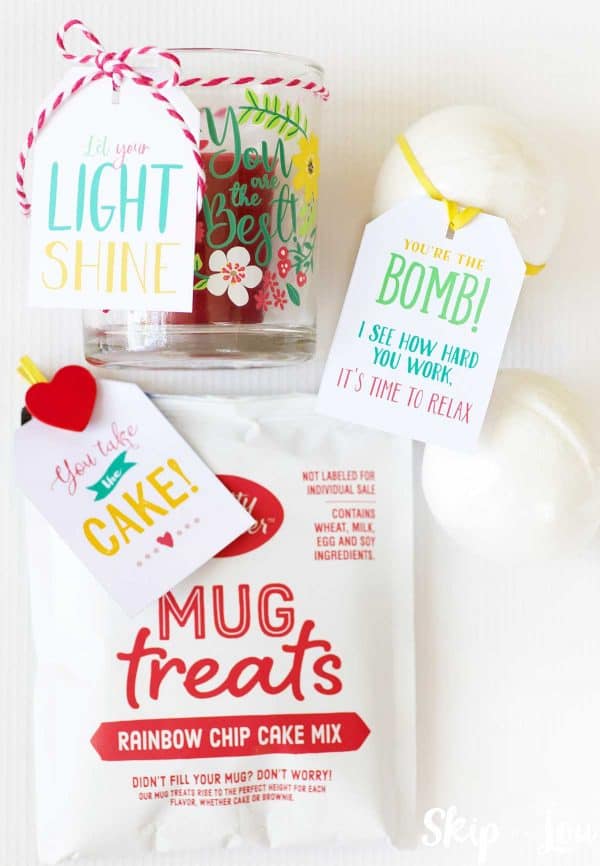 Let your
LIGHT
SHINE
You
are
the
Best!
YOU'RE THE
BOMB!
I SEE HOW HARD
YOU WORK,
IT'S TIME TO RELAX
You take
the
CAKE!
NOT LABELED FOR
INDIVIDUAL SALE
CONTAINS
WHEAT, MILK,
EGG AND SOY
INGREDIENTS.
MUG
treats
RAINBOW CHIP CAKE MIX
DIDN'T FILL YOUR MUG? DON'T WORRY!
OUR MUG TREATS RISE TO THE PERFECT HEIGHT FOR EACH
FLAVOR, WHETHER CAKE OR BROWNIE.
Skip Lou